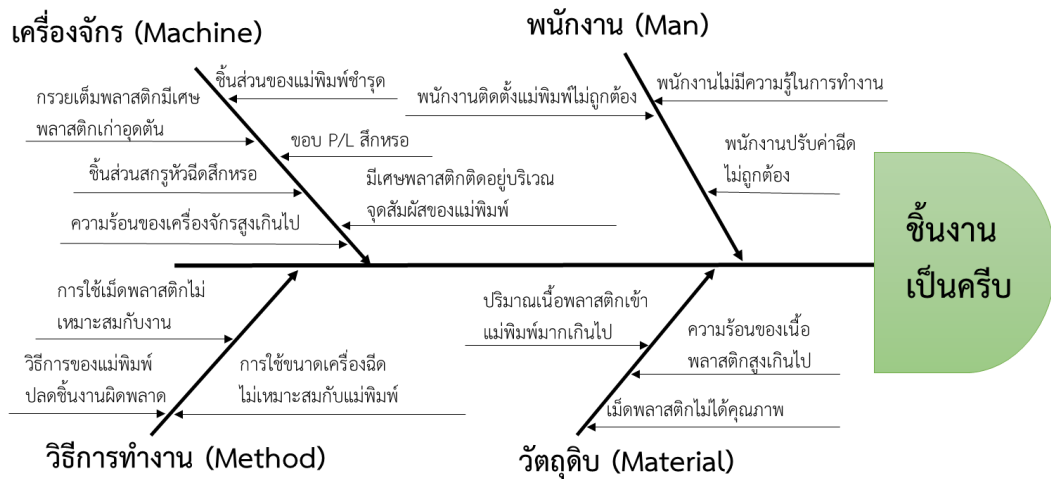 เครื่องจักร (Machine)
ชิ้นส่วนของแม่พิมพ์ชำรุด
กรวยเต็มพลาสติกมีเศษ
พลาสติกเก่าอุดตัน
ขอบ P/L สึกหรอ
ชิ้นส่วนสกรูหัวฉีดสึกหรอ
มีเศษพลาสติกติดอยู่บริเวณ
จุดสัมผัสของแม่พิมพ์
ความร้อนของเครื่องจักรสูงเกินไป
พนักงาน (Man)
พนักงานไม่มีความรู้ในการทำงาน
พนักงานติดตั้งแม่พิมพ์ไม่ถูกต้อง
พนักงานปรับค่าฉีด
ไม่ถูกต้อง
ชิ้นงาน
เป็นครีบ
การใช้เม็ดพลาสติกไม่
เหมาะสมกับงาน
วิธีการของแม่พิมพ์
ปลดชิ้นงานผิดพลาด
การใช้ขนาดเครื่องฉีด
ไม่เหมาะสมกับแม่พิมพ์
วิธีการทำงาน (Method)
ปริมาณเนื้อพลาสติกเข้า
แม่พิมพ์มากเกินไป
ความร้อนของเนื้อ
พลาสติกสูงเกินไป
เม็ดพลาสติกไม่ได้คุณภาพ
วัตถุดิบ (Material)